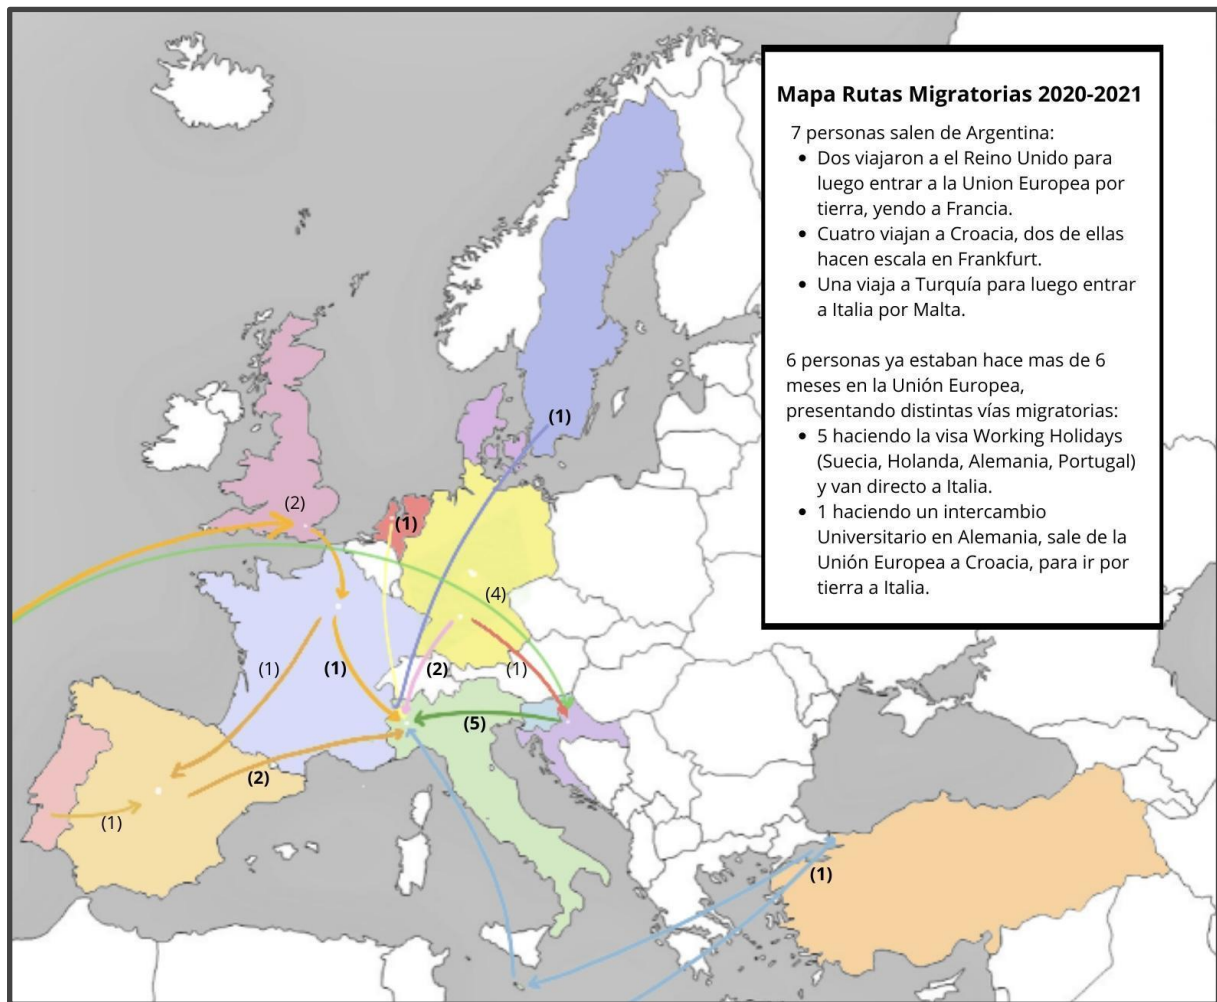 Mapa Rutas Migratorias 2020-2021
7 personas salen de Argentina:
• Dos viajaron a el Reino Unido para
luego entrar a la Union Europea por
tierra, yendo a Francia.
• Cuatro viajan a Croacia, dos de ellas
hacen escala en Frankfurt.
• Una viaja a Turquía para luego entrar
a Italia por Malta.
6 personas ya estaban hace mas de 6
meses en la Unión Europea,
presentando distintas vías migratorias:
• 5 haciendo la visa Working Holidays
(Suecia, Holanda, Alemania, Portugal)
y van directo a Italia.
• 1 haciendo un intercambio
Universitario en Alemania, sale de la
Unión Europea a Croacia, para ir por
tierra a Italia.
(1)
(2)
(1)
(4)
(1)
(1)
(2)
(1)
(5)
(2)
(1)
(1)